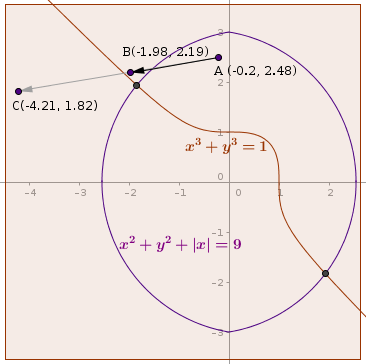 3
B(-1.98, 2.19)
A (-0.2, 2.48)
2
C(-4.21, 1.82)
1
x³ + y³ = 1
0
-4 -3 -2 -1 0 1 2
-1
x² + y² + |x| = 9
-2
-3